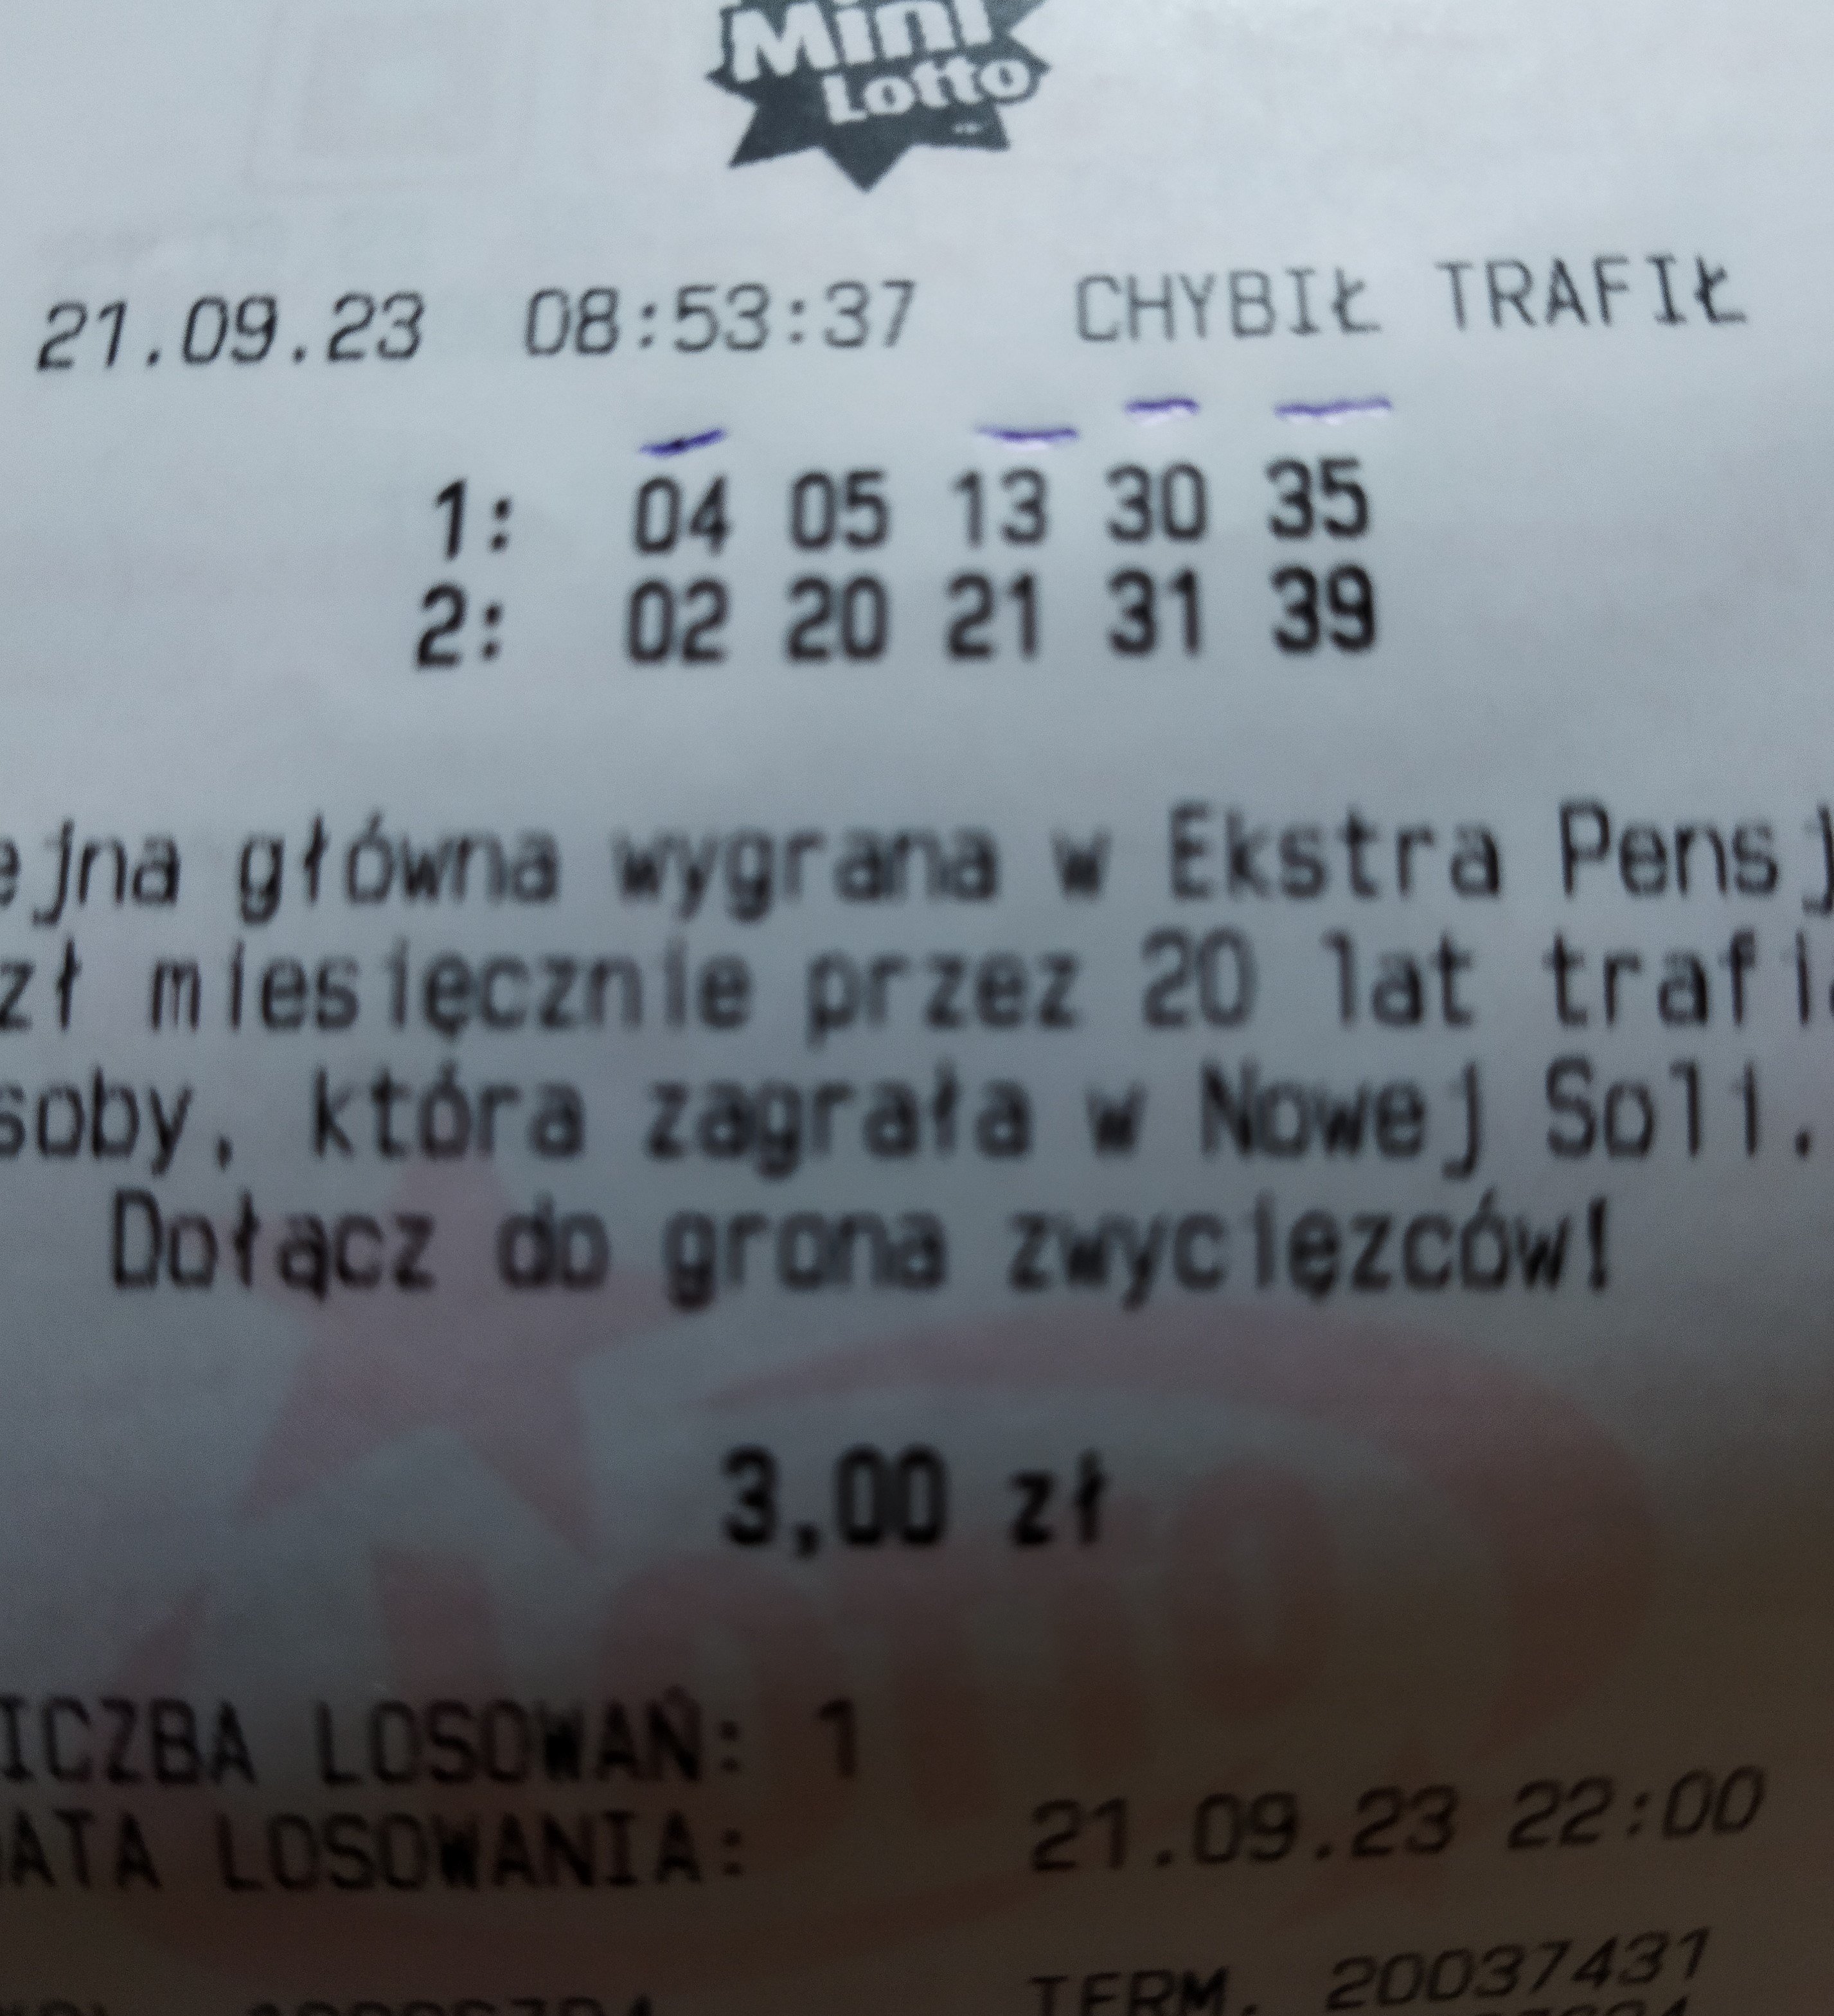 Mini
Lotto
21.09.23 08:53:37 CHYBIŁ TRAFIŁ
1: 04 05 13 30 35
2: 02 20 21 31 39
główna wygrana w Ekstra
zł miesięcznie przez 20 lat
która zagrała w Nowej Soli.
Dołącz do grona zwycięzców!
3,00 zł
LOSOWAŃ: 1
LOSOWANIA: 21.09.23 22:00
TERM. 20037431